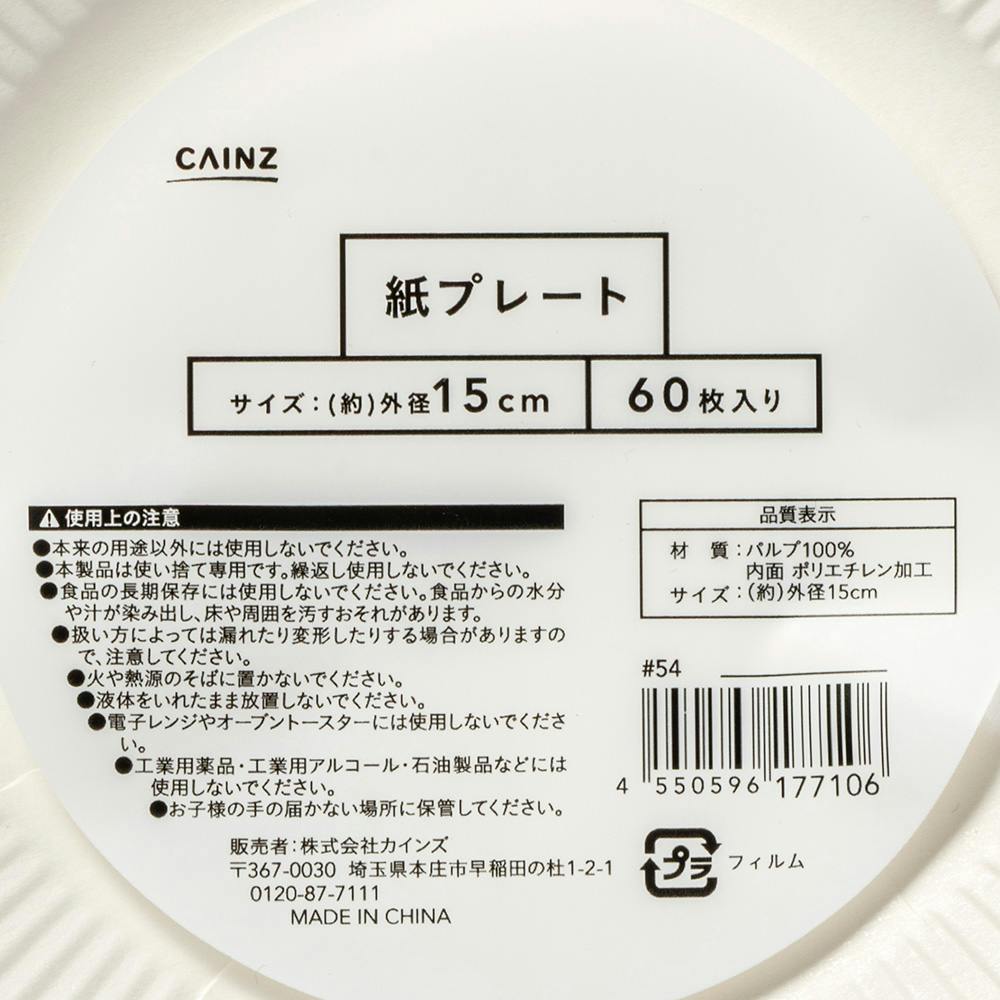 CAINZ
紙プレート
サイズ：(約)外径15cm
60枚入り
⚠使用上の注意
●本来の用途以外には使用しないでください。
●本製品は使い捨て専用です。繰返し使用しないでください。
●食品の長期保存には使用しないでください。食品からの水分
や汁が染み出し、床や周囲を汚すおそれがあります。
●扱い方によっては漏れたり変形したりする場合がありますの
で、注意してください。
●火や熱源のそばに置かないでください。
●液体をいれたまま放置しないでください。
●電子レンジやオーブントースターには使用しないでくださ
い。
●工業用薬品・工業用アルコール・石油製品などには
使用しないでください。
●お子様の手の届かない場所に保管してください。
販売者：株式会社カインズ
〒367-0030 埼玉県本庄市早稲田の杜1-2-1
0120-87-7111
MADE IN CHINA
品質表示
材 質：パルプ100%
内面 ポリエチレン加工
サイズ：(約)外径15cm
#54
4 550596 177106
プラ フィルム